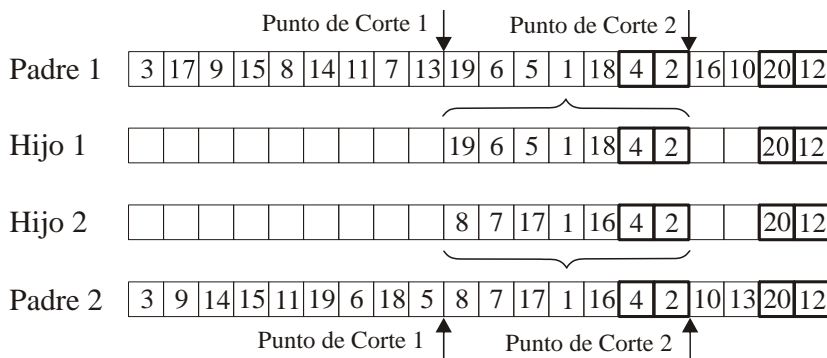 Punto de Corte 1 Punto de Corte 2
Padre 1 3 17 9 15 8 14 11 7 13 19 6 5 1 18 4 2 16 10 20 12
Hijo 1 19 6 5 1 18 4 2 20 12
Hijo 2 8 7 17 1 16 4 2 20 12
Padre 2 3 9 14 15 11 19 6 18 5 8 7 17 1 16 4 2 10 13 20 12
Punto de Corte 1 Punto de Corte 2